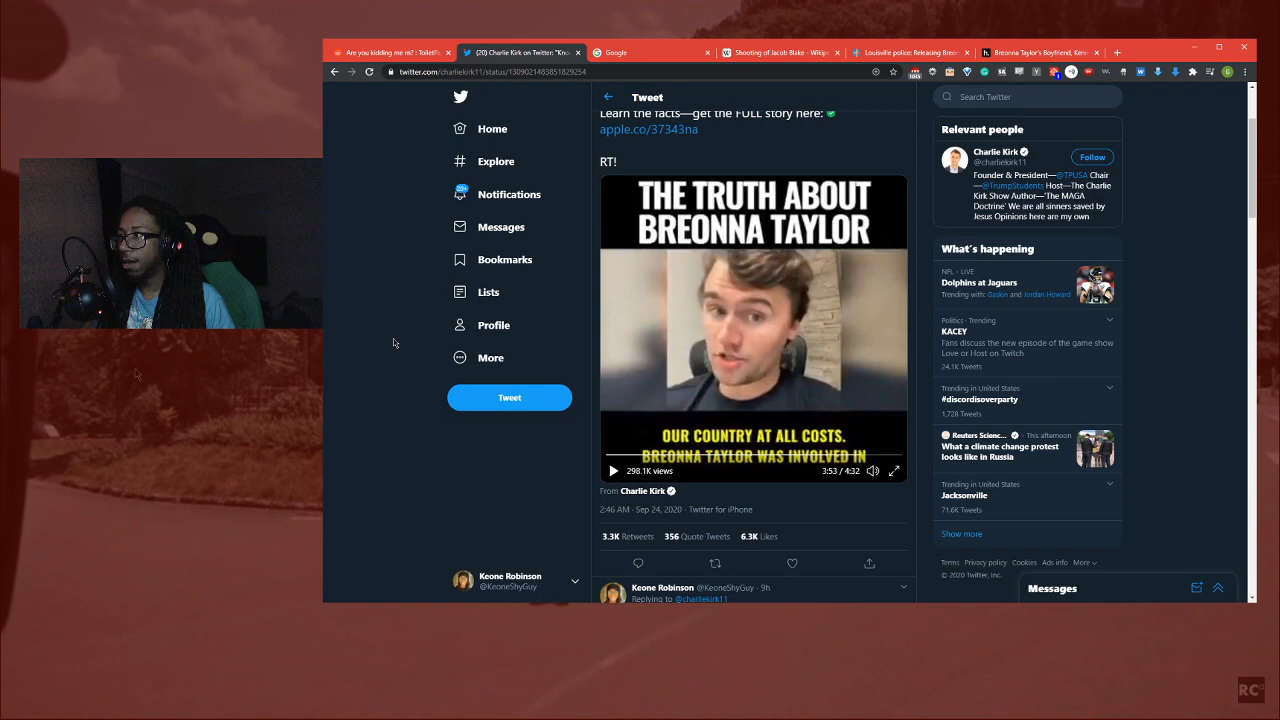 Are you kidding me rn? : ToiletPa
(20) Charlie Kirk on Twitter: "Kno
Google
Shooting of Jacob Blake - Wikip
Louisville police: Releasing Breon
Breonna Taylor's Boyfriend, Kenn
twitter.com/charliekirk11/status/1309021483851829254
Home
Explore
20+
Notifications
Messages
Bookmarks
Lists
Profile
More
Tweet
Keone Robinson
@KeoneShyGuy
Tweet
Learn the facts—get the FULL story here:
apple.co/37343na
RT!
THE TRUTH ABOUT
BREONNA TAYLOR
OUR COUNTRY AT ALL COSTS.
BREONNA TAYLOR WAS INVOLVED IN
298.1K views
3:53 / 4:32
From Charlie Kirk
2:46 AM · Sep 24, 2020 · Twitter for iPhone
3.3K Retweets 356 Quote Tweets 6.3K Likes
Keone Robinson @KeoneShyGuy · 9h
Replying to @charliekirk11
Search Twitter
Relevant people
Charlie Kirk
@charliekirk11
Follow
Founder & President—@TPUSA Chair
—@TrumpStudents Host—The Charlie
Kirk Show Author—'The MAGA
Doctrine' We are all sinners saved by
Jesus Opinions here are my own
What's happening
NFL · LIVE
Dolphins at Jaguars
Trending with: Gaskin and Jordan Howard
Politics · Trending
KACEY
Fans discuss the new episode of the game show
Love or Host on Twitch
24.1K Tweets
Trending in United States
#discordisoverparty
1,728 Tweets
Reuters Scienc... · This afternoon
What a climate change protest
looks like in Russia
Trending in United States
Jacksonville
71.6K Tweets
Show more
Terms Privacy policy Cookies Ads info More
© 2020 Twitter, Inc.
Messages
RC